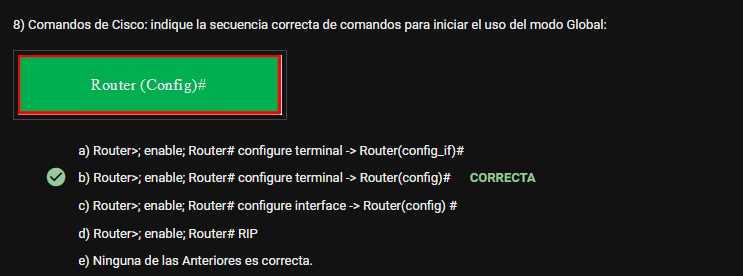 8) Comandos de Cisco: indique la secuencia correcta de comandos para iniciar el uso del modo Global:
Router (Config)#
a) Router>; enable; Router# configure terminal -> Router(config_if)#
b) Router>; enable; Router# configure terminal -> Router(config)# CORRECTA
c) Router>; enable; Router# configure interface -> Router(config) #
d) Router>; enable; Router# RIP
e) Ninguna de las Anteriores es correcta.